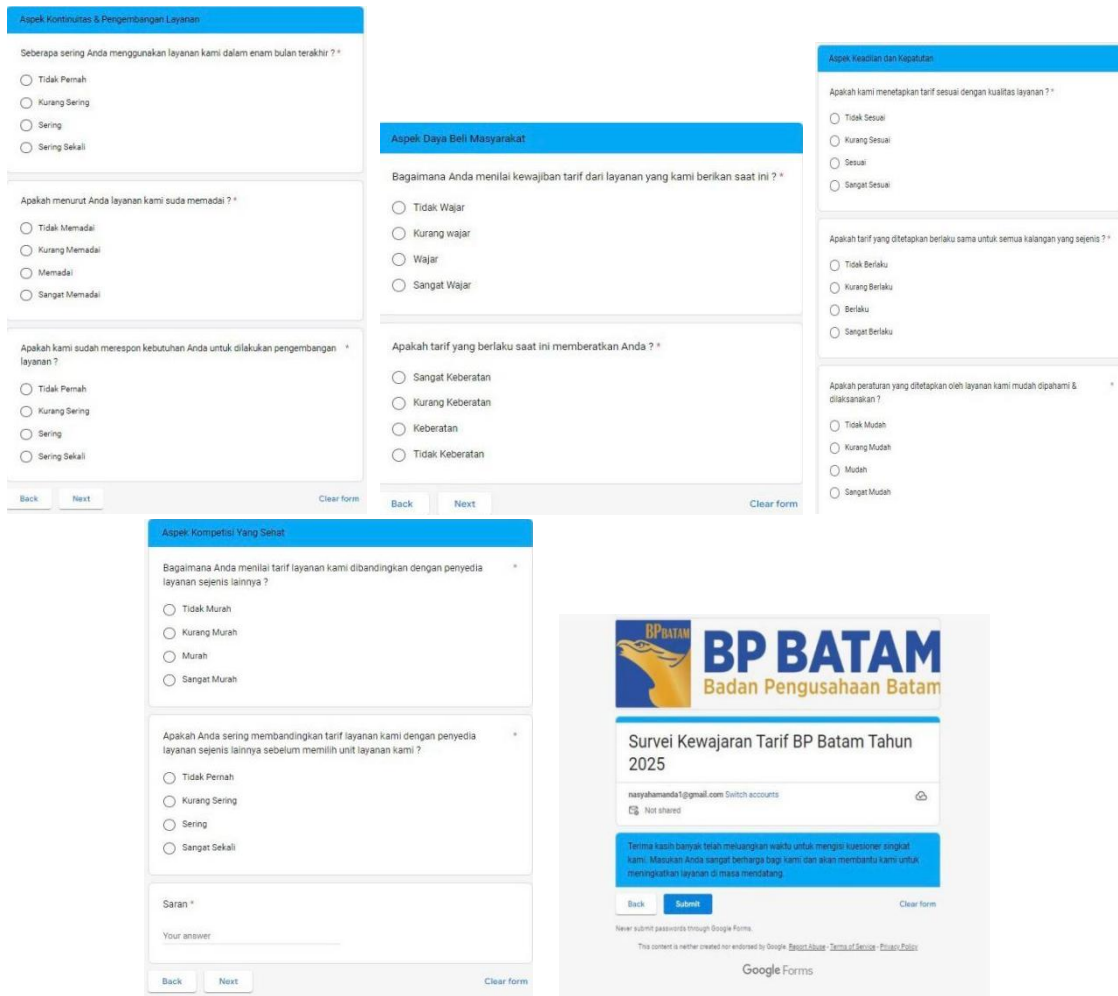 Aspek Kontinuitas & Pengembangan Layanan
Seberapa sering Anda menggunakan layanan kami dalam enam bulan terakhir ? *
Tidak Pernah
Kurang Sering
Sering
Sering Sekali
Apakah menurut Anda layanan kami suda memadai ? *
Tidak Memadai
Kurang Memadai
Memadai
Sangat Memadai
Apakah kami sudah merespon kebutuhan Anda untuk dilakukan pengembangan *
layanan ?
Tidak Pernah
Kurang Sering
Sering
Sering Sekali
Back Next Clear form
Aspek Daya Beli Masyarakat
Bagaimana Anda menilai kewajiban tarif dari layanan yang kami berikan saat ini ? *
Tidak Wajar
Kurang wajar
Wajar
Sangat Wajar
Apakah tarif yang berlaku saat ini memberatkan Anda ? *
Sangat Keberatan
Kurang Keberatan
Keberatan
Tidak Keberatan
Back Next Clear form
Aspek Keadilan dan Kepatutan
Apakah kami menetapkan tarif sesuai dengan kualitas layanan ? *
Tidak Sesuai
Kurang Sesuai
Sesuai
Sangat Sesuai
Apakah tarif yang ditetapkan berlaku sama untuk semua kalangan yang sejenis ? *
Tidak Berlaku
Kurang Berlaku
Berlaku
Sangat Berlaku
Apakah peraturan yang ditetapkan oleh layanan kami mudah dipahami & *
dilaksanakan ?
Tidak Mudah
Kurang Mudah
Mudah
Sangat Mudah
Aspek Kompetisi Yang Sehat
Bagaimana Anda menilai tarif layanan kami dibandingkan dengan penyedia *
layanan sejenis lainnya ?
Tidak Murah
Kurang Murah
Murah
Sangat Murah
Apakah Anda sering membandingkan tarif layanan kami dengan penyedia *
layanan sejenis lainnya sebelum memilih unit layanan kami ?
Tidak Pernah
Kurang Sering
Sering
Sangat Sekali
Saran *
Your answer
Back Next Clear form
BP BATAM
BP BATAM
Badan Pengusahaan Batam
Survei Kewajaran Tarif BP Batam Tahun
2025
nasyahamanda1@gmail.com Switch accounts
Not shared
Terima kasih banyak telah meluangkan waktu untuk mengisi kuesioner singkat
kami. Masukan Anda sangat berharga bagi kami dan akan membantu kami untuk
meningkatkan layanan di masa mendatang.
Back Submit Clear form
Never submit passwords through Google Forms.
This content is neither created nor endorsed by Google. Report Abuse - Terms of Service - Privacy Policy
Google Forms